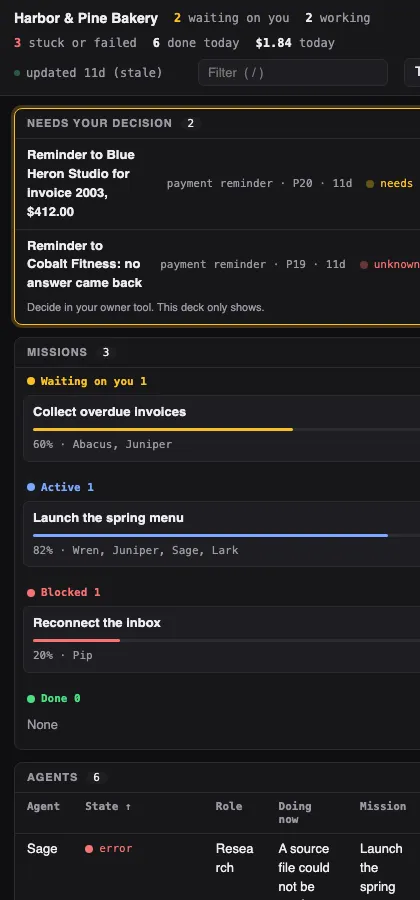 Harbor & Pine Bakery 2 waiting on you 2 working
3 stuck or failed 6 done today $1.84 today
updated 11d (stale) Filter ( / )
NEEDS YOUR DECISION 2
Reminder to Blue
Heron Studio for
invoice 2003,
$412.00
payment reminder · P20 · 11d needs
Reminder to
Cobalt Fitness: no
answer came back
payment reminder · P19 · 11d unknown
Decide in your owner tool. This deck only shows.
MISSIONS 3
Waiting on you 1
Collect overdue invoices
60% · Abacus, Juniper
Active 1
Launch the spring menu
82% · Wren, Juniper, Sage, Lark
Blocked 1
Reconnect the inbox
20% · Pip
Done 0
None
AGENTS 6
Agent State ↑ Role Doing now Mission
Sage error
Resea
rch
A source
file could
not be
Launch
the
spring